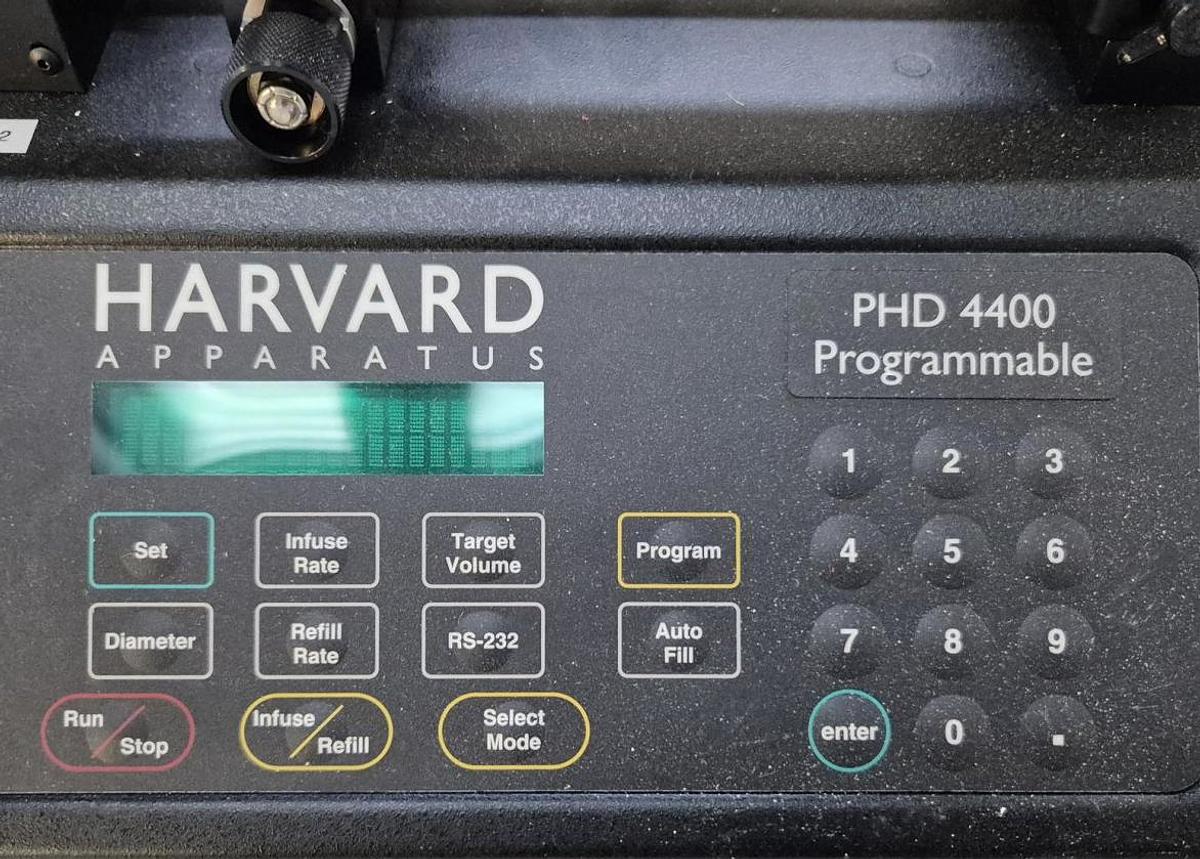 2
HARVARD
APPARATUS
PHD 4400
Programmable
1 2 3
Set
Infuse
Rate
Target
Volume
Program
4 5 6
Diameter
Refill
Rate
RS-232
Auto
Fill
7 8 9
Run
Stop
Infuse
Refill
Select
Mode
enter 0 .